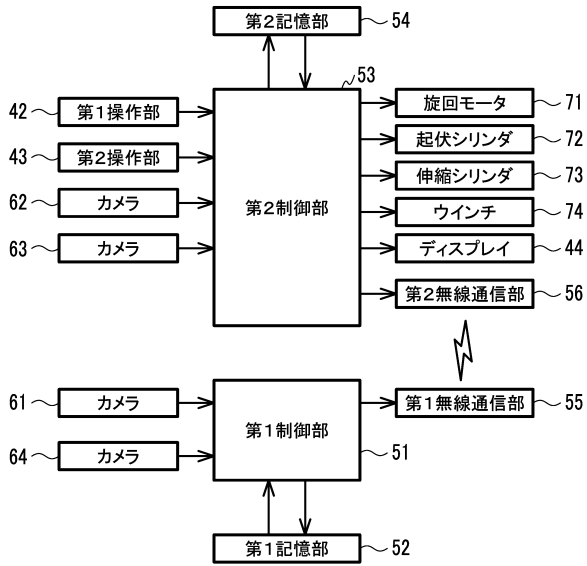 第2記憶部 54
53
42 第1操作部
43 第2操作部
62 カメラ
63 カメラ
第2制御部
旋回モータ 71
起伏シリンダ 72
伸縮シリンダ 73
ウインチ 74
ディスプレイ 44
第2無線通信部 56
61 カメラ
64 カメラ
第1制御部
51
第1無線通信部 55
第1記憶部 52